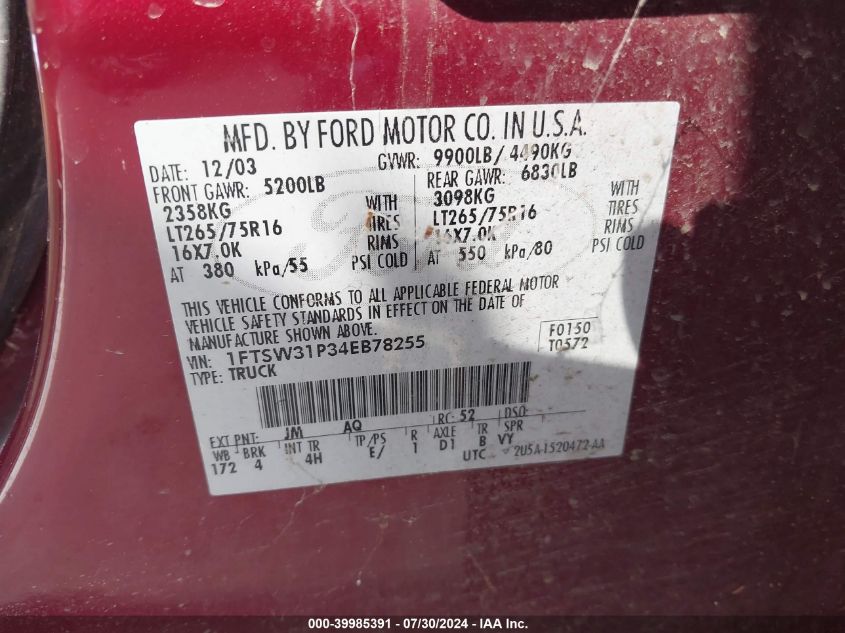 MFD. BY FORD MOTOR CO. IN U.S.A.
DATE: 12/03 GVWR: 9900LB/ 4490KG
FRONT GAWR: 5200LB REAR GAWR: 6830LB
2358KG WITH 3098KG WITH
LT265/75R16 TIRES LT265/75R16 TIRES
16X7.0K RIMS 16X7.0K RIMS
AT 380 kPa/55 PSI COLD AT 550 kPa/80 PSI COLD
THIS VEHICLE CONFORMS TO ALL APPLICABLE FEDERAL MOTOR
VEHICLE SAFETY STANDARDS IN EFFECT ON THE DATE OF
MANUFACTURE SHOWN ABOVE.
F0150
VIN: 1FTSW31P34EB78255 T0572
TYPE: TRUCK
EXT PNT: JM AQ RC: 52 DSO:
WB BRK INT TR TP/PS R AXLE TR SPR
172 4 4H E/ 1 D1 B VY
UTC 2U5A-1520472-AA
000-39985391 / 07/30/2024 - IAA Inc.